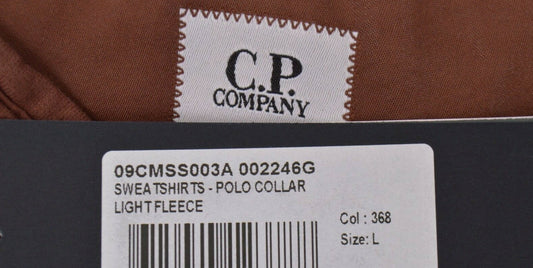 C.P.
COMPANY
09CMSS003A 002246G
SWEATSHIRTS - POLO COLLAR
LIGHT FLEECE
Col : 368
Size: L